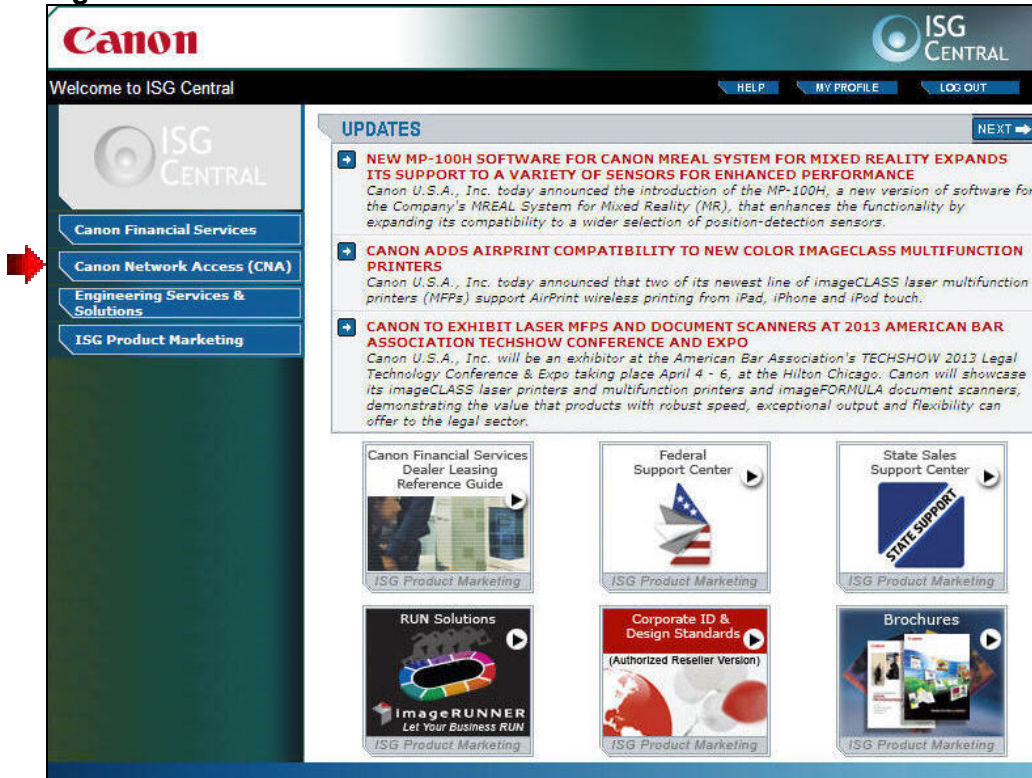 Canon
ISG
CENTRAL
Welcome to ISG Central
HELP
MY PROFILE
LOG OUT
ISG
CENTRAL
Canon Financial Services
Canon Network Access (CNA)
Engineering Services &
Solutions
ISG Product Marketing
UPDATES
NEXT
NEW MP-100H SOFTWARE FOR CANON MREAL SYSTEM FOR MIXED REALITY EXPANDS
ITS SUPPORT TO A VARIETY OF SENSORS FOR ENHANCED PERFORMANCE
Canon U.S.A., Inc. today announced the introduction of the MP-100H, a new version of software for
the Company's MREAL System for Mixed Reality (MR), that enhances the functionality by
expanding its compatibility to a wider selection of position-detection sensors.
CANON ADDS AIRPRINT COMPATIBILITY TO NEW COLOR IMAGECLASS MULTIFUNCTION
PRINTERS
Canon U.S.A., Inc. today announced that two of its newest line of imageCLASS laser multifunction
printers (MFPs) support AirPrint wireless printing from iPad, iPhone and iPod touch.
CANON TO EXHIBIT LASER MFPS AND DOCUMENT SCANNERS AT 2013 AMERICAN BAR
ASSOCIATION TECHSHOW CONFERENCE AND EXPO
Canon U.S.A., Inc. will be an exhibitor at the American Bar Association's TECHSHOW 2013 Legal
Technology Conference & Expo taking place April 4 - 6, at the Hilton Chicago. Canon will showcase
its imageCLASS laser printers and multifunction printers and imageFORMULA document scanners,
demonstrating the value that products with robust speed, exceptional output and flexibility can
offer to the legal sector.
Canon Financial Services
Dealer Leasing
Reference Guide
ISG Product Marketing
Federal
Support Center
ISG Product Marketing
State Sales
Support Center
STATE SUPPORT
ISG Product Marketing
RUN Solutions
imageRUNNER
Let Your Business RUN
ISG Product Marketing
Corporate ID &
Design Standards
(Authorized Reseller Version)
ISG Product Marketing
Brochures
Canon
ISG Product Marketing